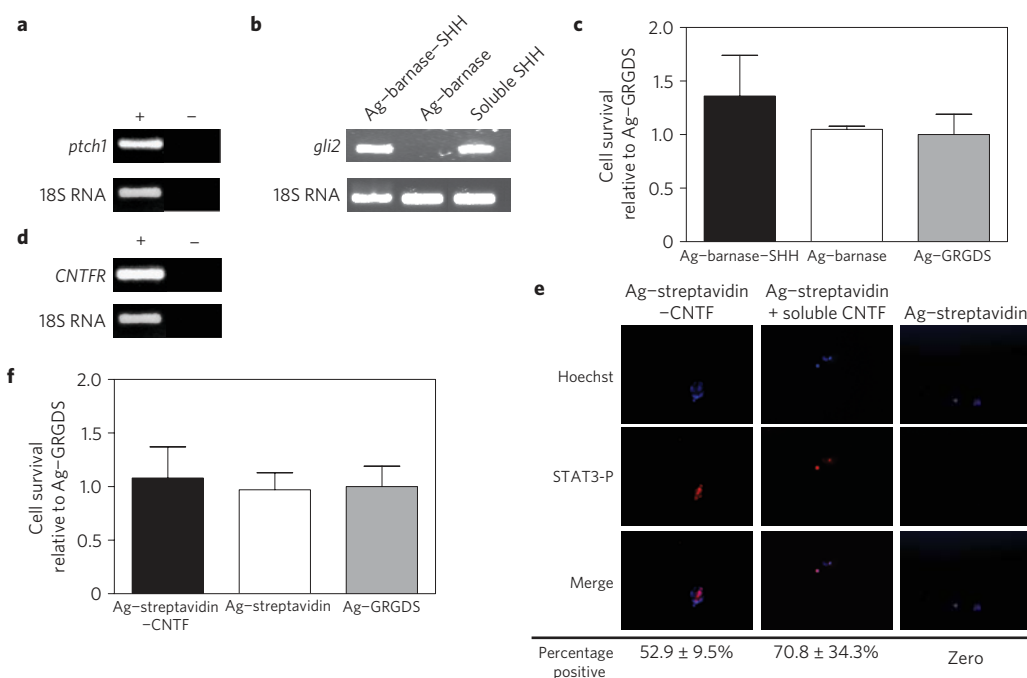 a
+ −
ptch1
18S RNA
b
Ag−barnase−SHH
Ag−barnase
Soluble SHH
gli2
18S RNA
c
Cell survival
relative to Ag−GRGDS
2.0
1.5
1.0
0.5
0
Ag−barnase−SHH Ag−barnase Ag−GRGDS
d
+ −
CNTFR
18S RNA
e
Ag−streptavidin
−CNTF
Ag−streptavidin
+ soluble CNTF
Ag−streptavidin
Hoechst
STAT3-P
Merge
Percentage
positive
52.9 ± 9.5%
70.8 ± 34.3%
Zero
f
Cell survival
relative to Ag−GRGDS
2.0
1.5
1.0
0.5
0
Ag−streptavidin
−CNTF
Ag−streptavidin
Ag−GRGDS